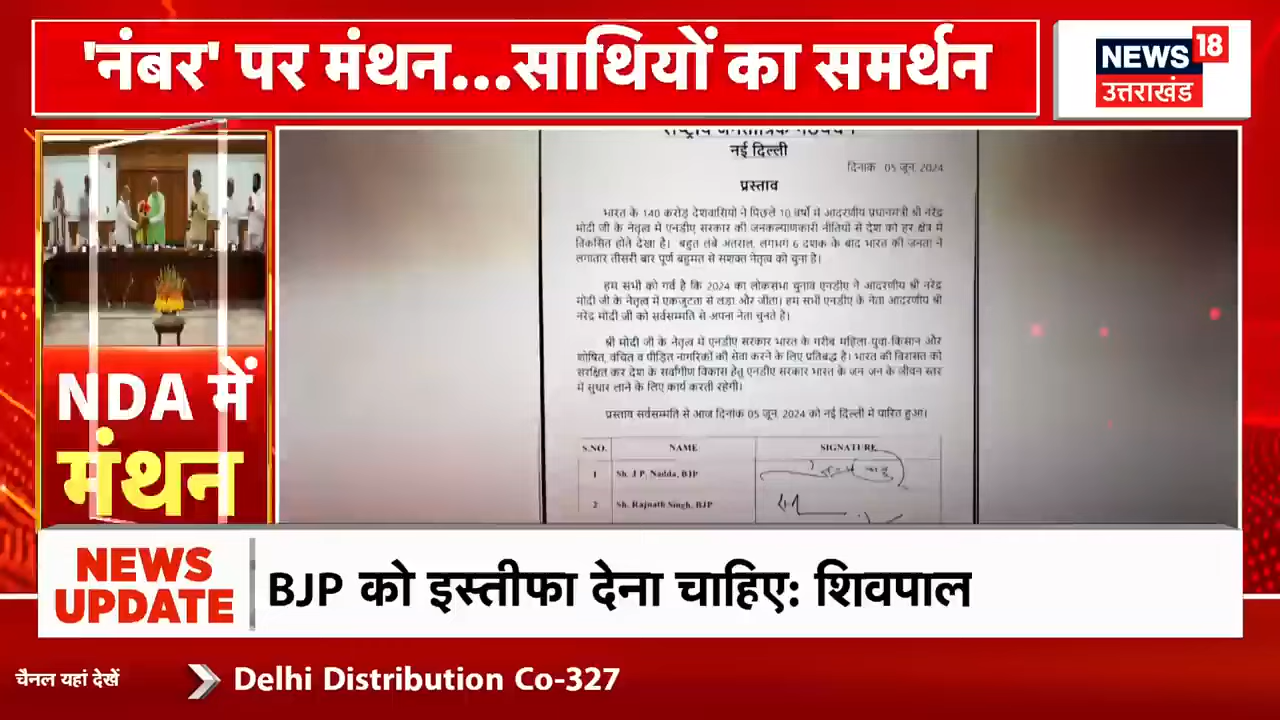 'नंबर' पर मंथन...साथियों का समर्थन
NEWS 18
उत्तराखंड
नई दिल्ली
दिनांक 05 जून, 2024
प्रस्ताव
भारत के 140 करोड़ देशवासियों ने पिछले 10 वर्षों में आदरणीय प्रधानमंत्री श्री नरेंद्र
मोदी जी के नेतृत्व में एनडीए सरकार की जनकल्याणकारी नीतियों से देश को हर क्षेत्र में
विकसित होते देखा है। बहुत लंबे अंतराल, लगभग 6 दशक के बाद भारत की जनता ने
लगातार तीसरी बार पूर्ण बहुमत से सशक्त नेतृत्व को चुना है।
हम सभी को गर्व है कि 2024 का लोकसभा चुनाव एनडीए ने आदरणीय श्री नरेंद्र
मोदी जी के नेतृत्व में एकजुटता से लड़ा और जीता। हम सभी एनडीए के नेता आदरणीय श्री
नरेंद्र मोदी जी को सर्वसम्मति से अपना नेता चुनते है।
श्री मोदी जी के नेतृत्व में एनडीए सरकार भारत के गरीब-महिला-युवा-किसान और
शोषित, वंचित व पीड़ित नागरिकों की सेवा करने के लिए प्रतिबद्ध है। भारत की विरासत को
संरक्षित कर देश के सर्वांगीण विकास हेतु एनडीए सरकार भारत के जन जन के जीवन स्तर
में सुधार लाने के लिए कार्य करती रहेगी।
प्रस्ताव सर्वसम्मति से आज दिनांक 05 जून, 2024 को नई दिल्ली में पारित हुआ।
S.NO. NAME SIGNATURE
1 Sh. J P. Nadda, BJP
2 Sh. Rajnath Singh, BJP
NDA में
मंथन
NEWS
UPDATE
BJP को इस्तीफा देना चाहिए: शिवपाल
चैनल यहां देखें
Delhi Distribution Co-327